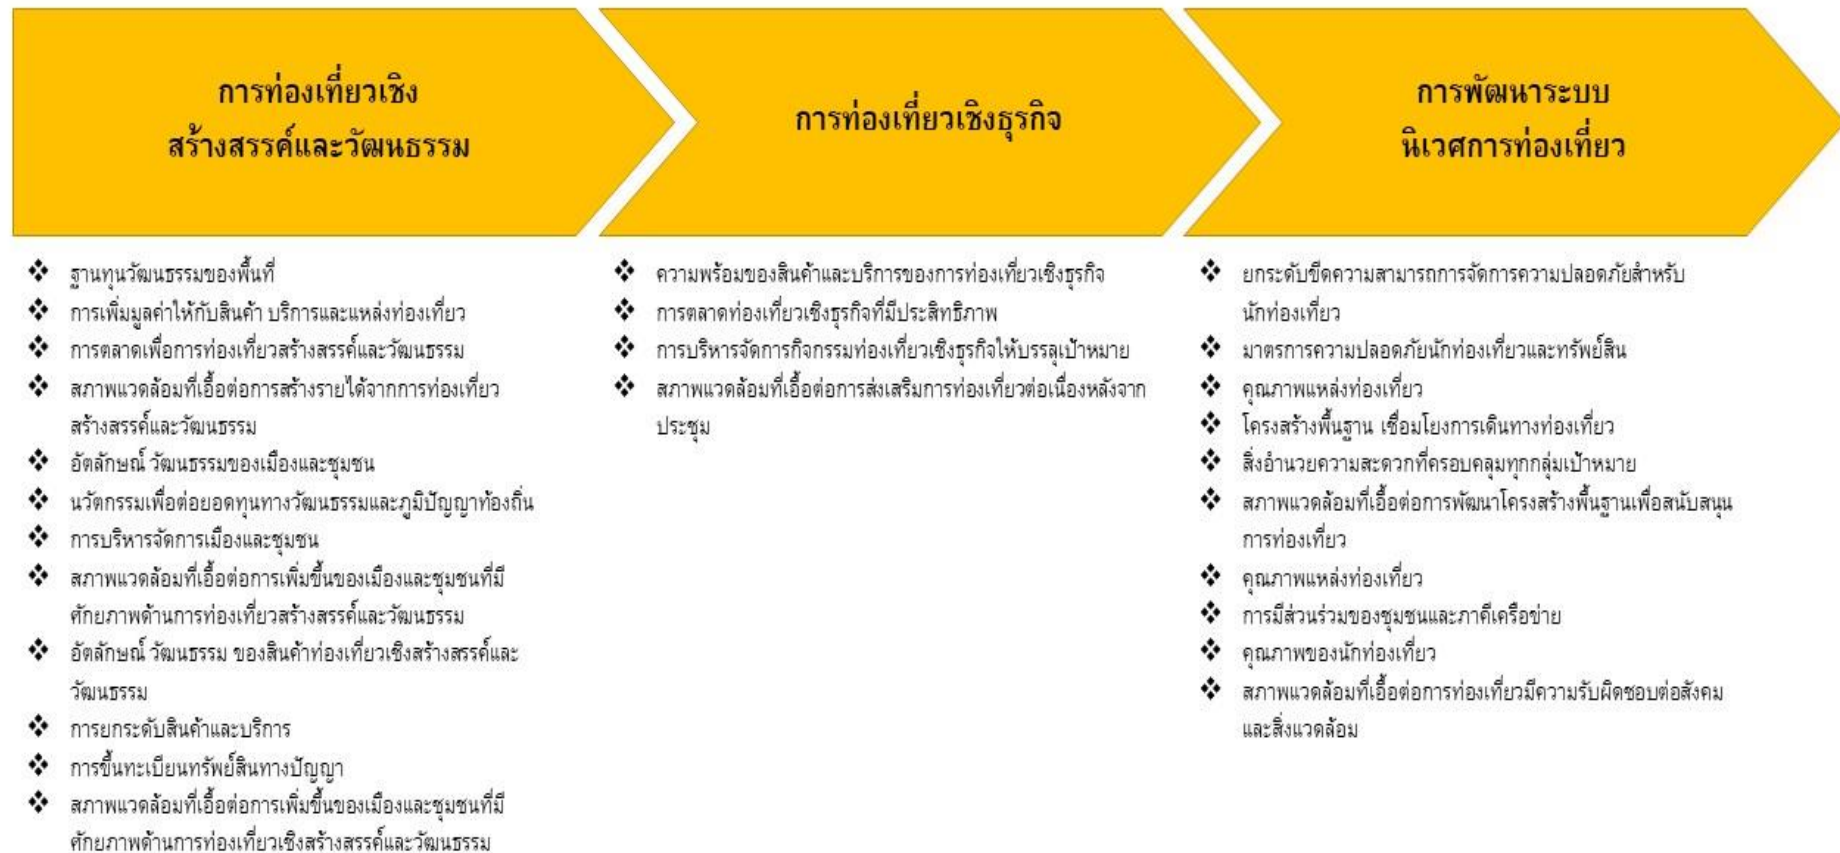 การท่องเที่ยวเชิง
สร้างสรรค์และวัฒนธรรม
❖ ฐานทุนวัฒนธรรมของพื้นที่
❖ การเพิ่มมูลค่าให้กับสินค้า บริการและแหล่งท่องเที่ยว
❖ การตลาดเพื่อการท่องเที่ยวสร้างสรรค์และวัฒนธรรม
❖ สภาพแวดล้อมที่เอื้อต่อการสร้างรายได้จากการท่องเที่ยว
สร้างสรรค์และวัฒนธรรม
❖ อัตลักษณ์ วัฒนธรรมของเมืองและชุมชน
❖ นวัตกรรมเพื่อต่อยอดทุนทางวัฒนธรรมและภูมิปัญญาท้องถิ่น
❖ การบริหารจัดการเมืองและชุมชน
❖ สภาพแวดล้อมที่เอื้อต่อการเพิ่มขึ้นของเมืองและชุมชนที่มี
ศักยภาพด้านการท่องเที่ยวสร้างสรรค์และวัฒนธรรม
❖ อัตลักษณ์ วัฒนธรรม ของสินค้าท่องเที่ยวเชิงสร้างสรรค์และ
วัฒนธรรม
❖ การยกระดับสินค้าและบริการ
❖ การขึ้นทะเบียนทรัพย์สินทางปัญญา
❖ สภาพแวดล้อมที่เอื้อต่อการเพิ่มขึ้นของเมืองและชุมชนที่มี
ศักยภาพด้านการท่องเที่ยวเชิงสร้างสรรค์และวัฒนธรรม
การท่องเที่ยวเชิงธุรกิจ
❖ ความพร้อมของสินค้าและบริการของการท่องเที่ยวเชิงธุรกิจ
❖ การตลาดท่องเที่ยวเชิงธุรกิจที่มีประสิทธิภาพ
❖ การบริหารจัดการกิจกรรมท่องเที่ยวเชิงธุรกิจให้บรรลุเป้าหมาย
❖ สภาพแวดล้อมที่เอื้อต่อการส่งเสริมการท่องเที่ยวต่อเนื่องหลังจาก
ประชุม
การพัฒนาระบบ
นิเวศการท่องเที่ยว
❖ ยกระดับขีดความสามารถการจัดการความปลอดภัยสำหรับ
นักท่องเที่ยว
❖ มาตรการความปลอดภัยนักท่องเที่ยวและทรัพย์สิน
❖ คุณภาพแหล่งท่องเที่ยว
❖ โครงสร้างพื้นฐาน เชื่อมโยงการเดินทางท่องเที่ยว
❖ สิ่งอำนวยความสะดวกที่ครอบคลุมทุกกลุ่มเป้าหมาย
❖ สภาพแวดล้อมที่เอื้อต่อการพัฒนาโครงสร้างพื้นฐานเพื่อสนับสนุน
การท่องเที่ยว
❖ คุณภาพแหล่งท่องเที่ยว
❖ การมีส่วนร่วมของชุมชนและภาคีเครือข่าย
❖ คุณภาพของนักท่องเที่ยว
❖ สภาพแวดล้อมที่เอื้อต่อการท่องเที่ยวมีความรับผิดชอบต่อสังคม
และสิ่งแวดล้อม